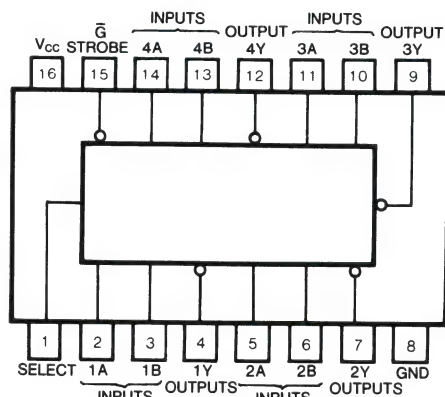 INPUTS INPUTS
G̅ OUTPUT OUTPUT
VCC STROBE 4A 4B 4Y 3A 3B 3Y
16 15 14 13 12 11 10 9
1 2 3 4 5 6 7 8
SELECT 1A 1B 1Y 2A 2B 2Y GND
INPUTS OUTPUTS INPUTS OUTPUTS